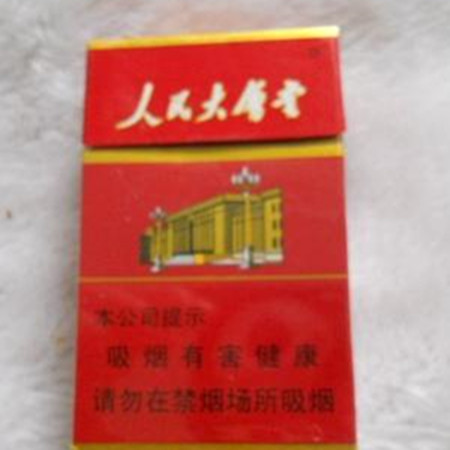 人民大會堂
本公司提示
吸烟有害健康
请勿在禁烟场所吸烟